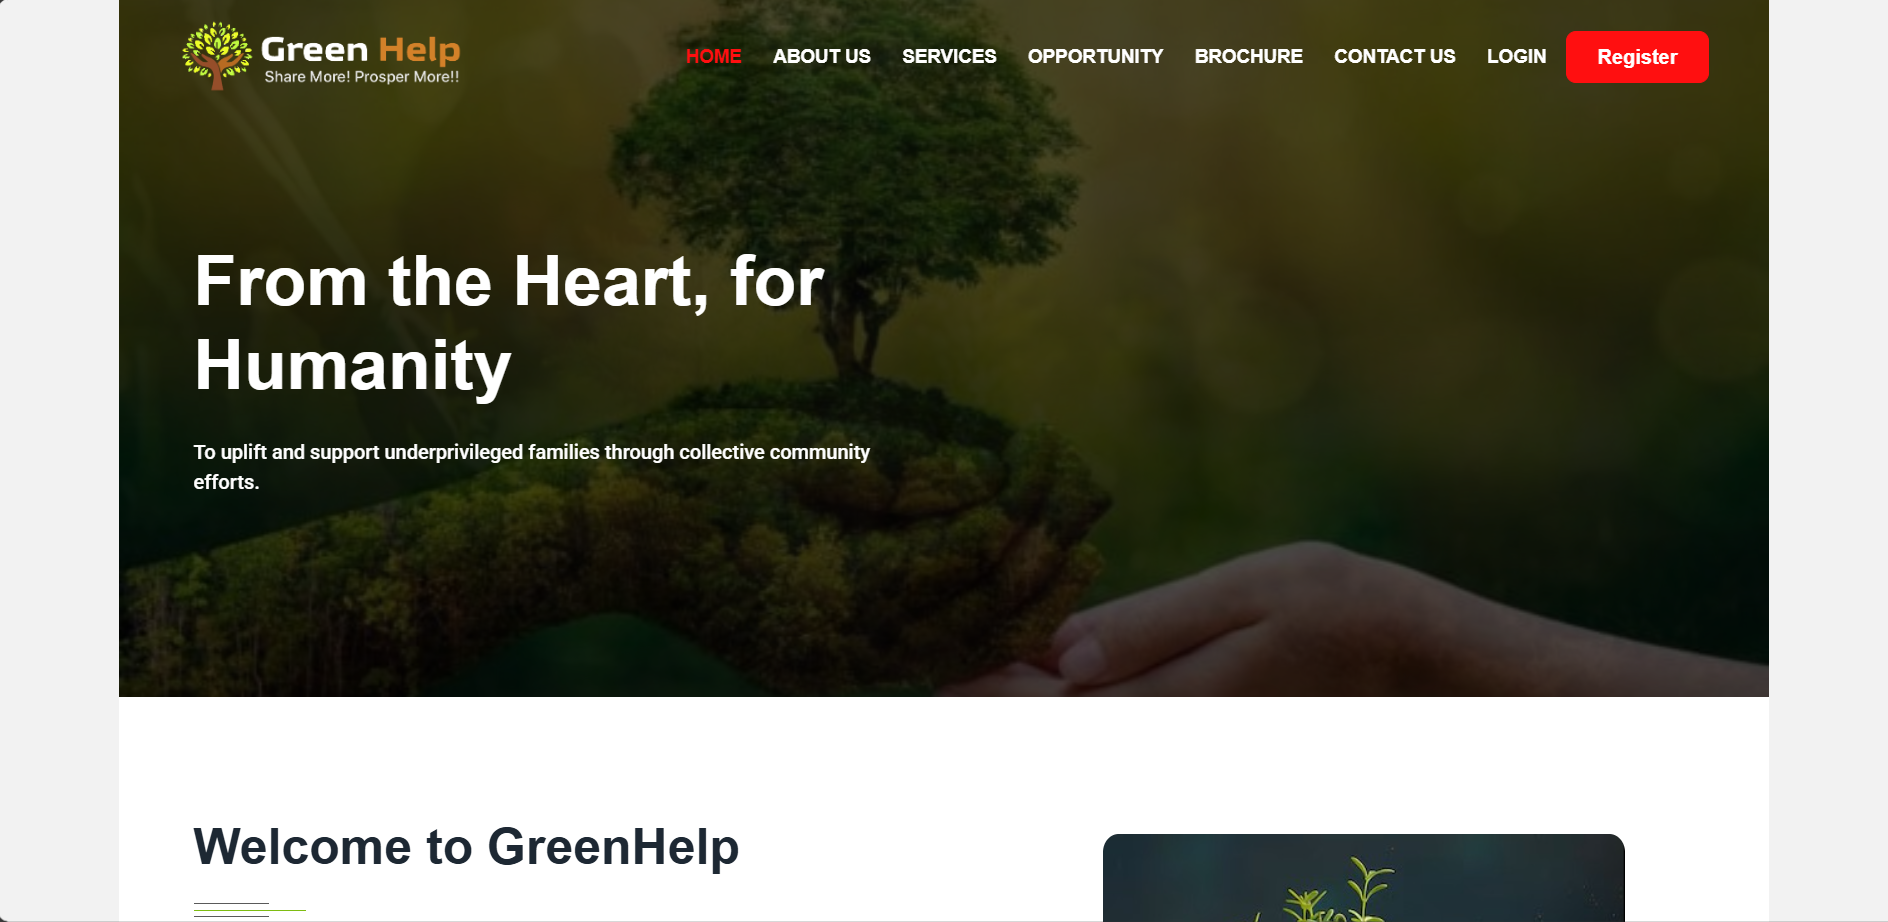 Green Help
Share More! Prosper More!!
HOME ABOUT US SERVICES OPPORTUNITY BROCHURE CONTACT US LOGIN Register
From the Heart, for
Humanity
To uplift and support underprivileged families through collective community
efforts.
Welcome to GreenHelp